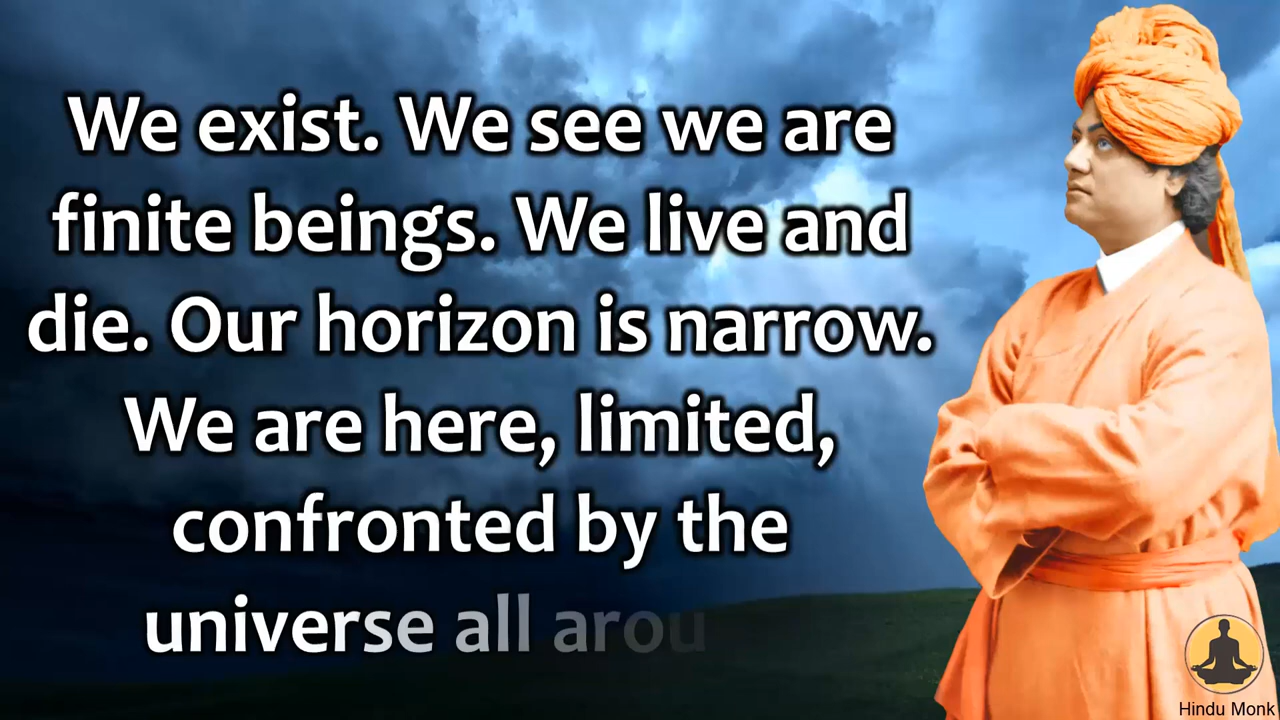 We exist. We see we are
finite beings. We live and
die. Our horizon is narrow.
We are here, limited,
confronted by the
universe all arou
Hindu Monk